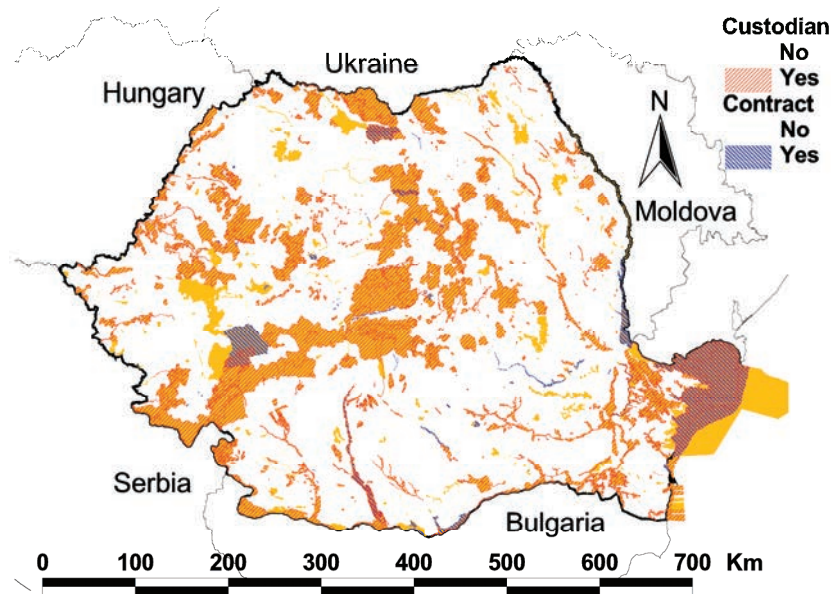 Custodian
No
Yes
Contract
No
Yes
Ukraine
Hungary
N
Moldova
Serbia
Bulgaria
0 100 200 300 400 500 600 700 Km